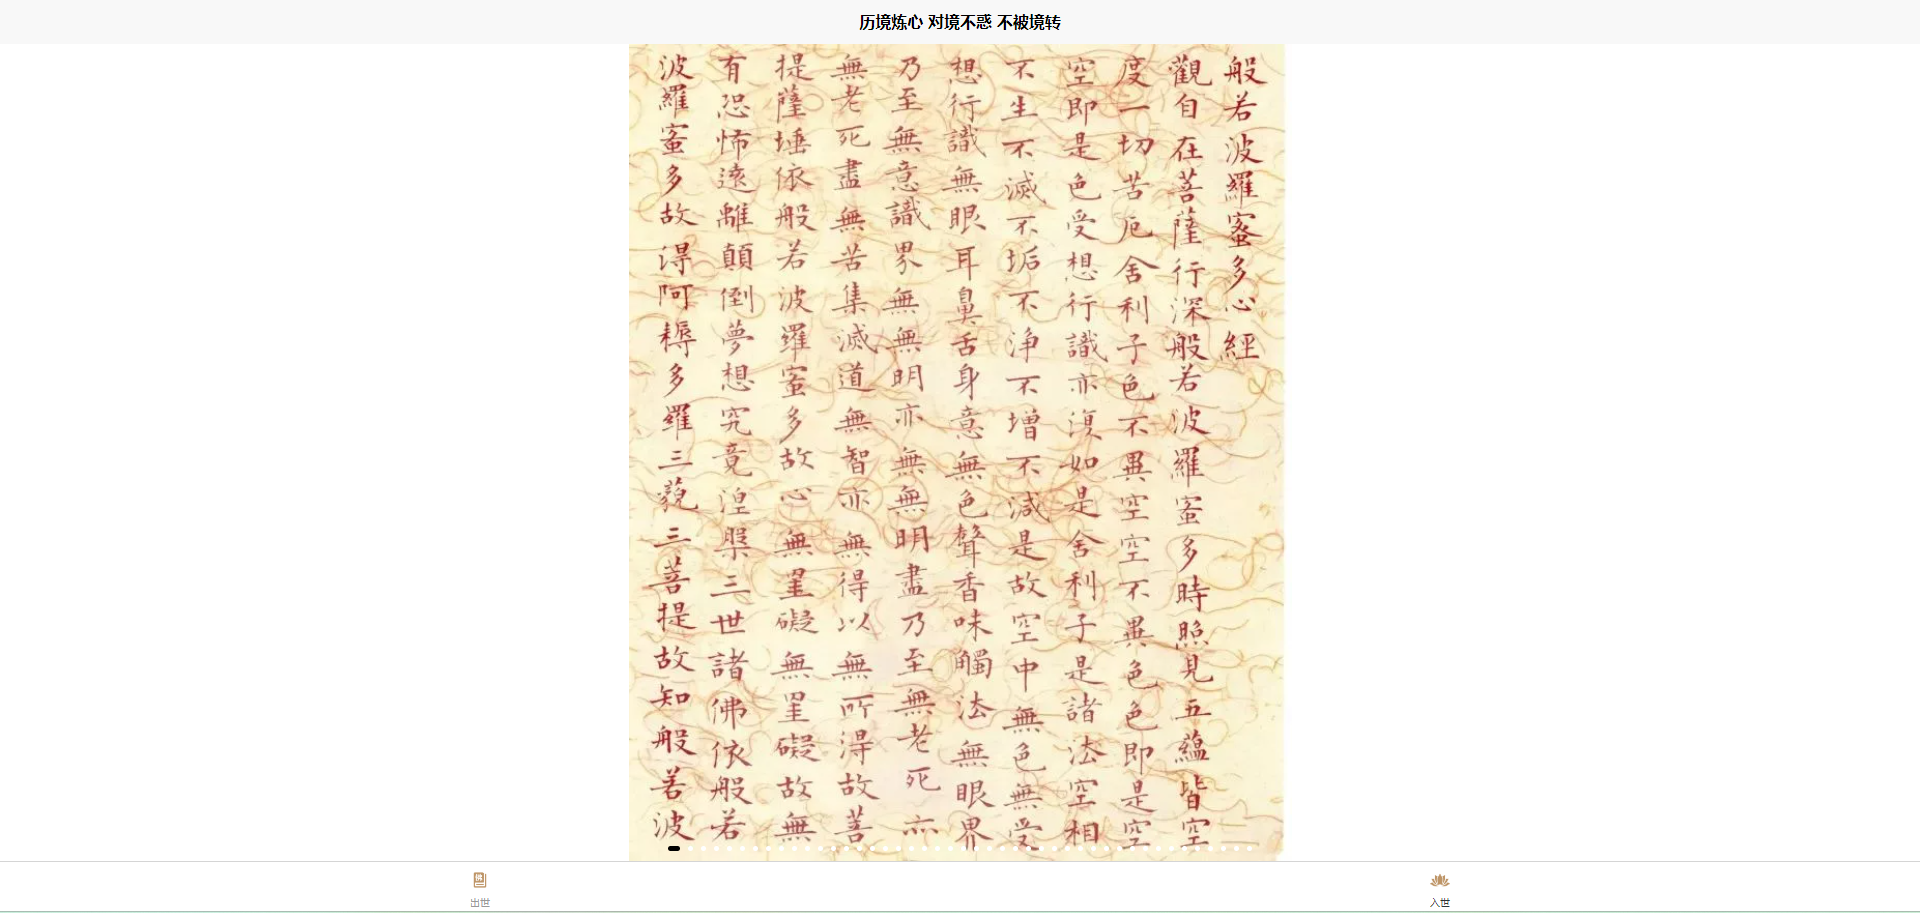 历境炼心 对境不惑 不被境转
般若波羅蜜多心經
觀自在菩薩行深般若波羅蜜多時照見五蘊皆空
度一切苦厄舍利子色不異空空不異色色即是空
空即是色受想行識亦復如是舍利子是諸法空相
不生不滅不垢不淨不增不減是故空中無色無受
想行識無眼耳鼻舌身意無色聲香味觸法無眼界
乃至無意識界無無明亦無無明盡乃至無老死亦
無老死盡無苦集滅道無智亦無得以無所得故菩
提薩埵依般若波羅蜜多故心無罣礙無罣礙故無
有恐怖遠離顛倒夢想究竟涅槃三世諸佛依般若
波羅蜜多故得阿耨多羅三藐三菩提故知般若波
出世
入世